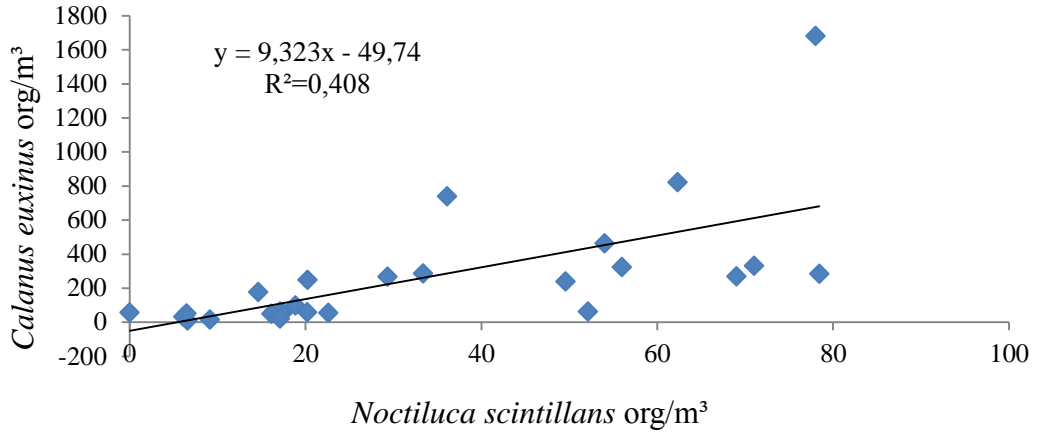 1800
1600
1400
1200
1000
800
600
400
200
0
-200
Calanus euxinus org/m³
y = 9,323x - 49,74
R²=0,408
0 20 40 60 80 100
Noctiluca scintillans org/m³